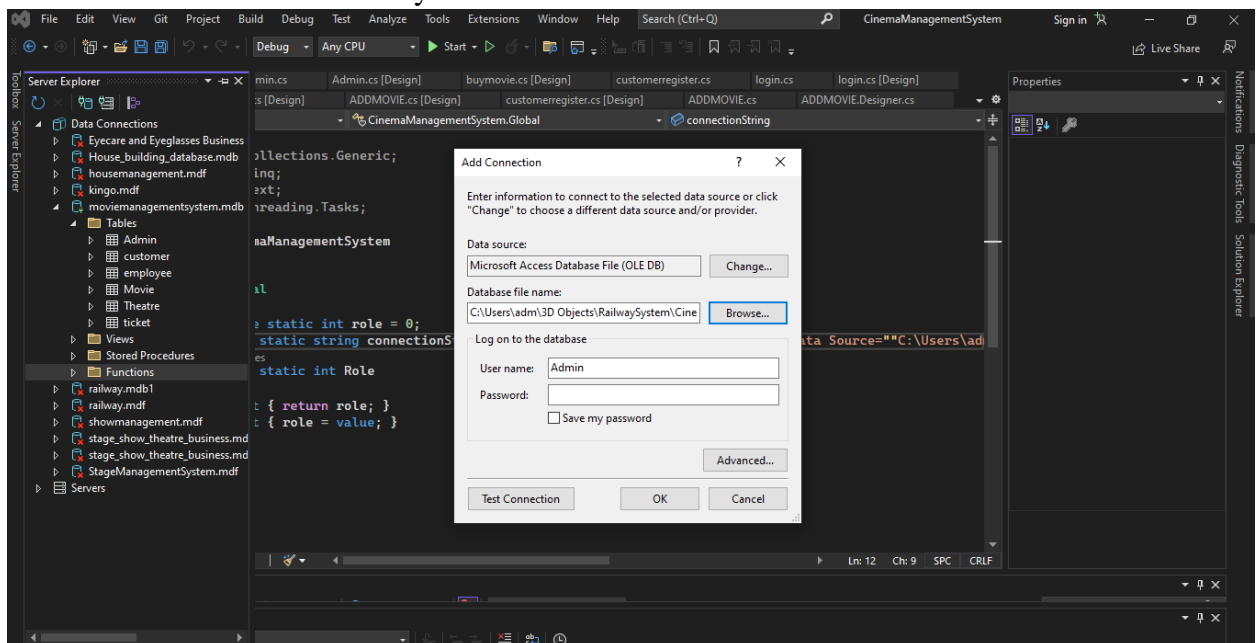 y
File Edit View Git Project Build Debug Test Analyze Tools Extensions Window Help Search (Ctrl+Q) CinemaManagementSystem Sign in
Debug Any CPU Start Live Share
Toolbox
Server Explorer
Server Explorer
Data Connections
Eyecare and Eyeglasses Business
House_building_database.mdb
housemanagement.mdf
kingo.mdf
moviemanagementsystem.mdb
Tables
Admin
customer
employee
Movie
Theatre
ticket
Views
Stored Procedures
Functions
railway.mdb1
railway.mdf
showmanagement.mdf
stage_show_theatre_business.md
stage_show_theatre_business.md
StageManagementSystem.mdf
Servers
min.cs Admin.cs [Design] buymovie.cs [Design] customerregister.cs login.cs login.cs [Design]
:s [Design] ADDMOVIE.cs [Design] customerregister.cs [Design] ADDMOVIE.cs ADDMOVIE.Designer.cs
CinemaManagementSystem.Global connectionString
ollections.Generic;
inq;
ext;
hreading.Tasks;
naManagementSystem
al
e static int role = 0;
static string connectionS ata Source=""C:\Users\ad
es
static int Role
t { return role; }
t { role = value; }
Ln: 12 Ch: 9 SPC CRLF
Add Connection ? X
Enter information to connect to the selected data source or click
"Change" to choose a different data source and/or provider.
Data source:
Microsoft Access Database File (OLE DB) Change...
Database file name:
C:\Users\adm\3D Objects\RailwaySystem\Cine Browse...
Log on to the database
User name: Admin
Password:
Save my password
Advanced...
Test Connection OK Cancel
Properties
Notifications
Diagnostic Tools
Solution Explorer